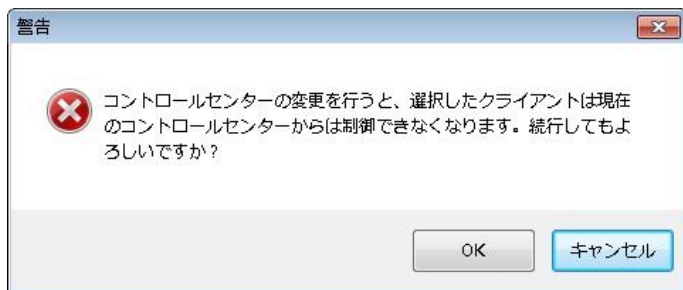 警告
コントロールセンターの変更を行うと、選択したクライアントは現在
のコントロールセンターからは制御できなくなります。続行してもよ
ろしいですか？
OK
キャンセル